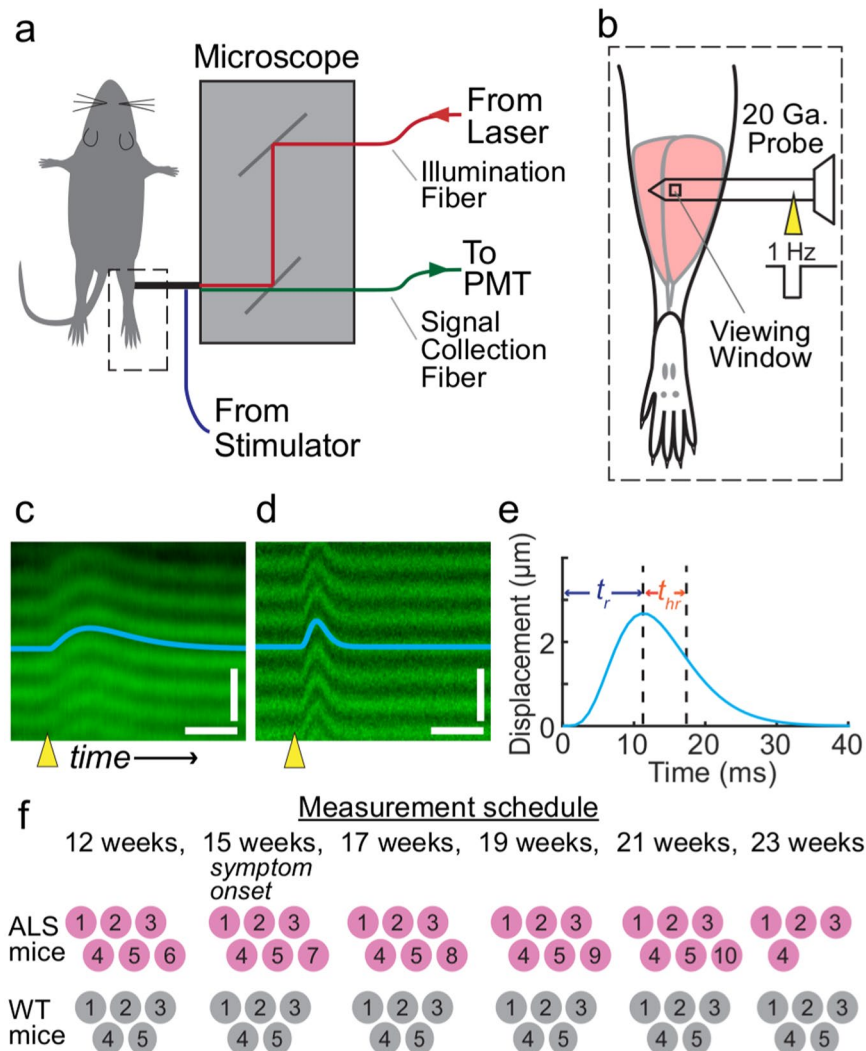 a
Microscope
From
Laser
Illumination
Fiber
To
PMT
Signal
Collection
Fiber
From
Stimulator
b
20 Ga.
Probe
1 Hz
Viewing
Window
c
time
d
e
Displacement (µm)
2
0
tr
thr
0 10 20 30 40
Time (ms)
f
Measurement schedule
12 weeks, 15 weeks, 17 weeks, 19 weeks, 21 weeks, 23 weeks
symptom
onset
ALS
mice
1 2 3 1 2 3 1 2 3 1 2 3 1 2 3 1 2 3
4 5 6 4 5 7 4 5 8 4 5 9 4 5 10 4
WT
mice
1 2 3 1 2 3 1 2 3 1 2 3 1 2 3 1 2 3
4 5 4 5 4 5 4 5 4 5 4 5